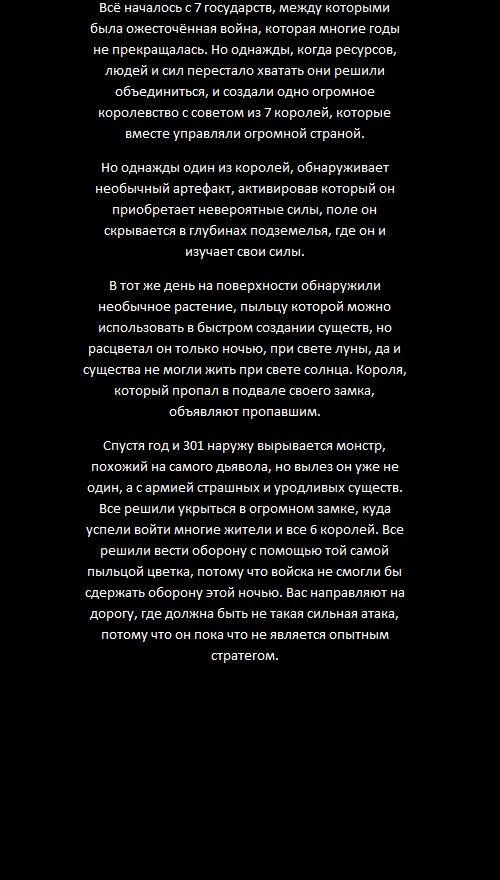 Всё началось с 7 государств, между которыми
была ожесточённая война, которая многие годы
не прекращалась. Но однажды, когда ресурсов,
людей и сил перестало хватать они решили
объединиться, и создали одно огромное
королевство с советом из 7 королей, которые
вместе управляли огромной страной.
Но однажды один из королей, обнаруживает
необычный артефакт, активировав который он
приобретает невероятные силы, поле он
скрывается в глубинах подземелья, где он и
изучает свои силы.
В тот же день на поверхности обнаружили
необычное растение, пыльцу которой можно
использовать в быстром создании существ, но
расцветал он только ночью, при свете луны, да и
существа не могли жить при свете солнца. Короля,
который пропал в подвале своего замка,
объявляют пропавшим.
Спустя год и 301 наружу вырывается монстр,
похожий на самого дьявола, но вылез он уже не
один, а с армией страшных и уродливых существ.
Все решили укрыться в огромном замке, куда
успели войти многие жители и все 6 королей. Все
решили вести оборону с помощью той самой
пыльцой цветка, потому что войска не смогли бы
сдержать оборону этой ночью. Вас направляют на
дорогу, где должна быть не такая сильная атака,
потому что он пока что не является опытным
стратегом.